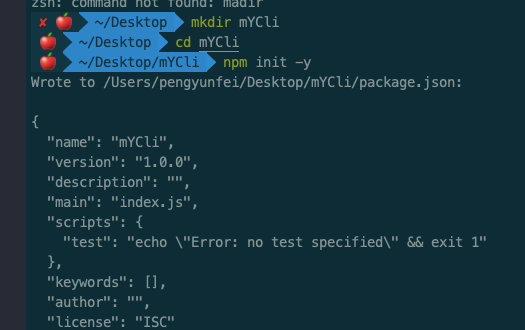 zsh: command not found: madir
✘ 🍎 ~/Desktop mkdir mYCli
🍎 ~/Desktop cd mYCli
🍎 ~/Desktop/mYCli npm init -y
Wrote to /Users/pengyunfei/Desktop/mYCli/package.json:
{
"name": "mYCli",
"version": "1.0.0",
"description": "",
"main": "index.js",
"scripts": {
"test": "echo \"Error: no test specified\" && exit 1"
},
"keywords": [],
"author": "",
"license": "ISC"